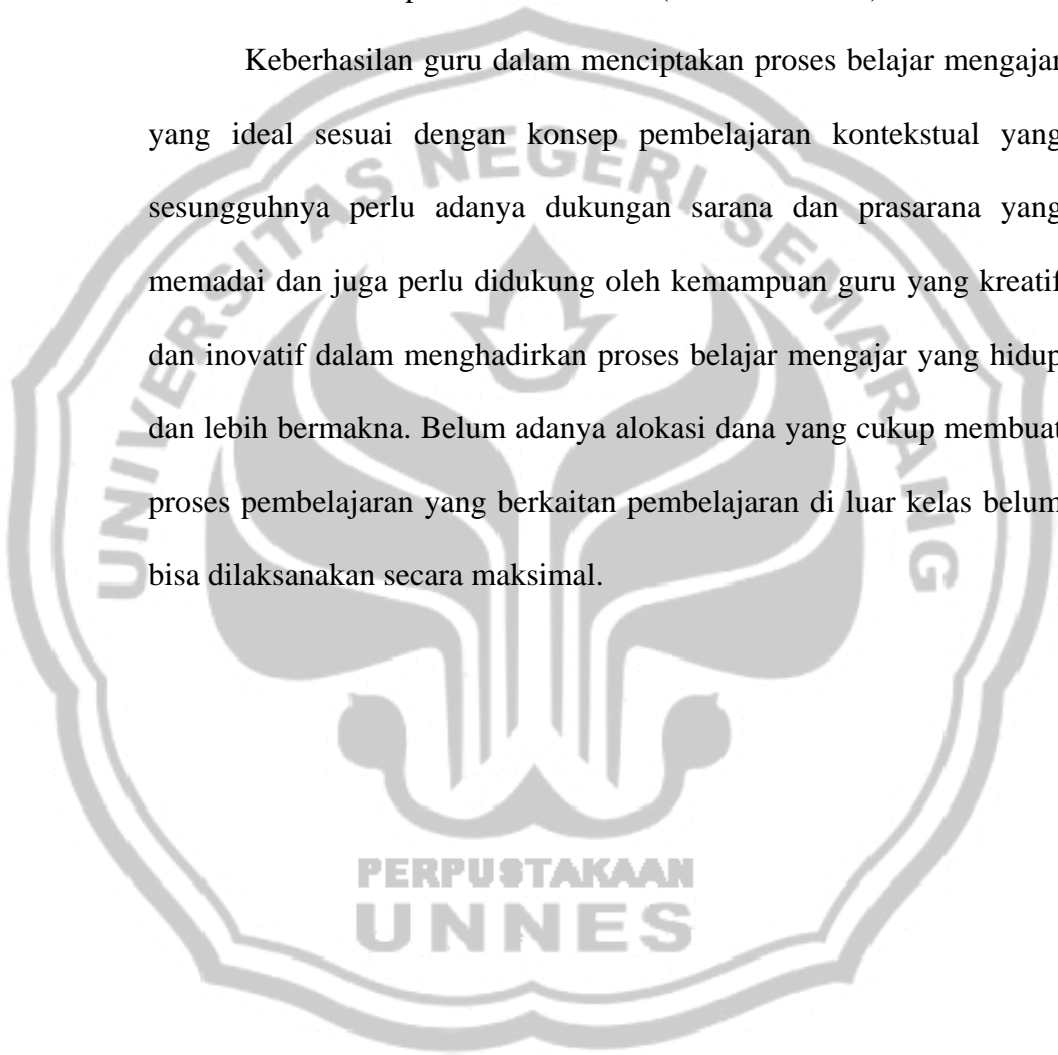 Keberhasilan guru dalam menciptakan proses belajar mengajar
yang ideal sesuai dengan konsep pembelajaran kontekstual yang
sesungguhnya perlu adanya dukungan sarana dan prasarana yang
memadai dan juga perlu didukung oleh kemampuan guru yang kreatif
dan inovatif dalam menghadirkan proses belajar mengajar yang hidup
dan lebih bermakna. Belum adanya alokasi dana yang cukup membuat
proses pembelajaran yang berkaitan pembelajaran di luar kelas belum
bisa dilaksanakan secara maksimal.
UNIVERSITAS NEGERI SEMARANG
PERPUSTAKAAN
UNNES